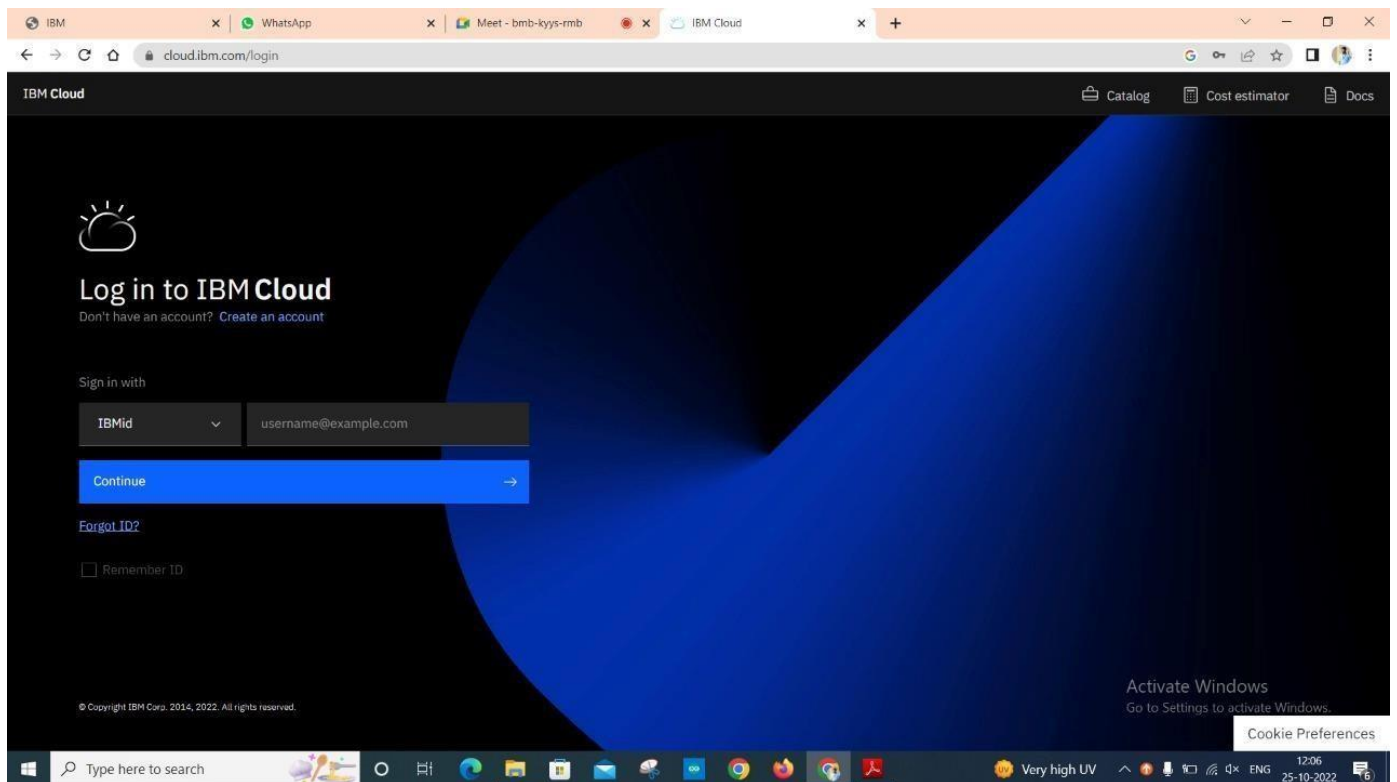 IBM
WhatsApp
Meet - bmb-kyys-rmb
IBM Cloud
cloud.ibm.com/login
IBM Cloud
Catalog
Cost estimator
Docs
Log in to IBM Cloud
Don't have an account? Create an account
Sign in with
IBMid
username@example.com
Continue
Forgot ID?
Remember ID
Activate Windows
Go to Settings to activate Windows.
© Copyright IBM Corp. 2014, 2022. All rights reserved.
Cookie Preferences
Type here to search
Very high UV
ENG
12:06
25-10-2022
6